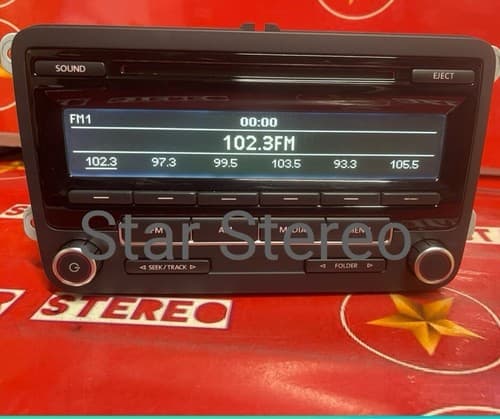 STEREO
SOUND
EJECT
FM1 00:00
102.3FM
102.3 97.3 99.5 103.5 93.3 105.5
Star Stereo
SEEK/TRACK
FOLDER
STEREO